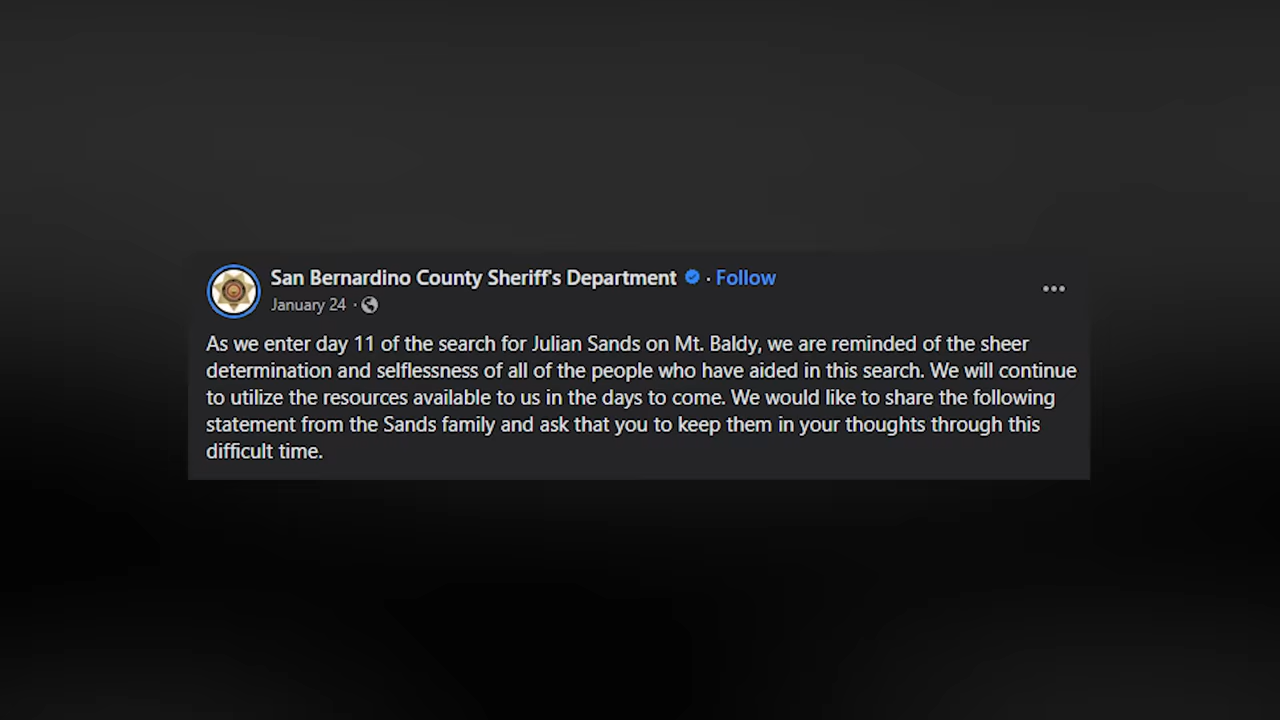 San Bernardino County Sheriff's Department · Follow
January 24 ·
As we enter day 11 of the search for Julian Sands on Mt. Baldy, we are reminded of the sheer
determination and selflessness of all of the people who have aided in this search. We will continue
to utilize the resources available to us in the days to come. We would like to share the following
statement from the Sands family and ask that you to keep them in your thoughts through this
difficult time.